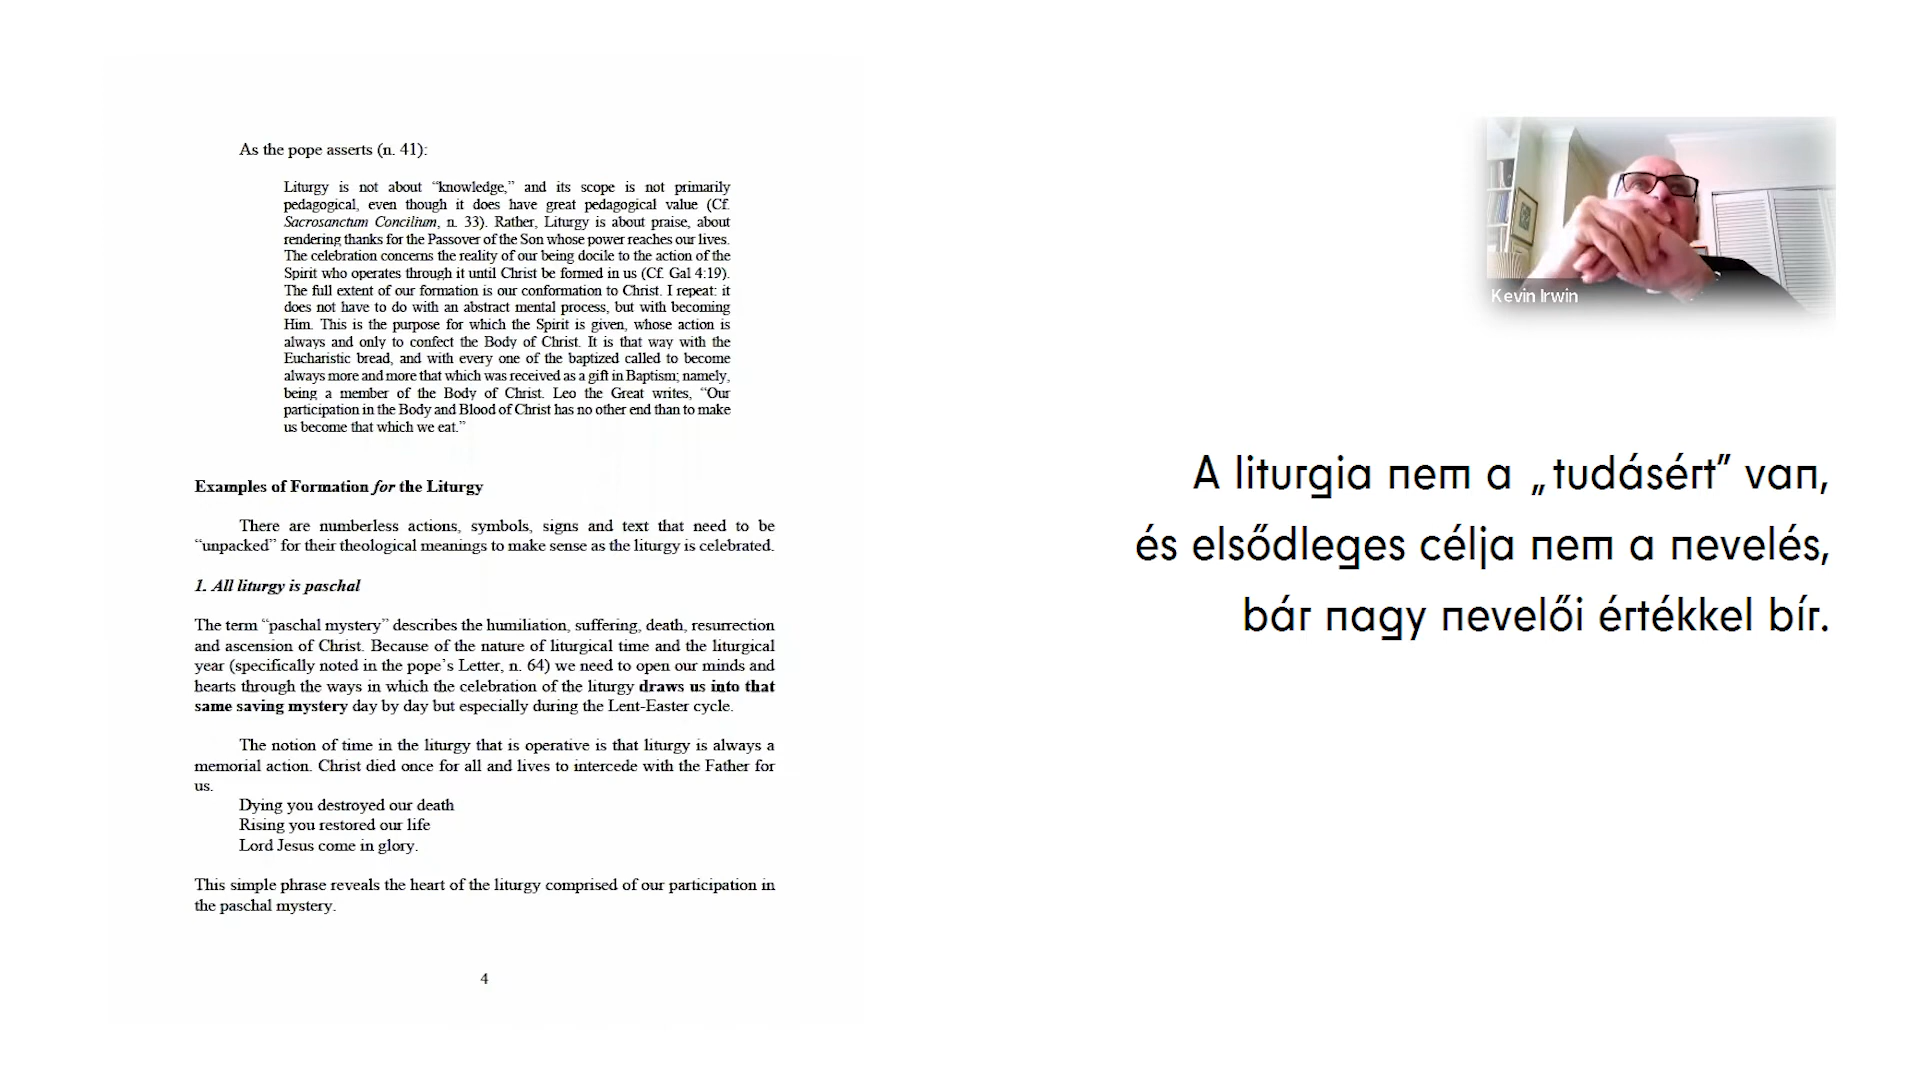 As the pope asserts (n. 41):
Liturgy is not about “knowledge,” and its scope is not primarily
pedagogical, even though it does have great pedagogical value (Cf.
Sacrosanctum Concilium, n. 33). Rather, Liturgy is about praise, about
rendering thanks for the Passover of the Son whose power reaches our lives.
The celebration concerns the reality of our being docile to the action of the
Spirit who operates through it until Christ be formed in us (Cf. Gal 4:19).
The full extent of our formation is our conformation to Christ. I repeat: it
does not have to do with an abstract mental process, but with becoming
Him. This is the purpose for which the Spirit is given, whose action is
always and only to confect the Body of Christ. It is that way with the
Eucharistic bread, and with every one of the baptized called to become
always more and more that which was received as a gift in Baptism; namely,
being a member of the Body of Christ. Leo the Great writes, “Our
participation in the Body and Blood of Christ has no other end than to make
us become that which we eat.”
Examples of Formation for the Liturgy
There are numberless actions, symbols, signs and text that need to be
“unpacked” for their theological meanings to make sense as the liturgy is celebrated.
1. All liturgy is paschal
The term “paschal mystery” describes the humiliation, suffering, death, resurrection
and ascension of Christ. Because of the nature of liturgical time and the liturgical
year (specifically noted in the pope’s Letter, n. 64) we need to open our minds and
hearts through the ways in which the celebration of the liturgy draws us into that
same saving mystery day by day but especially during the Lent-Easter cycle.
The notion of time in the liturgy that is operative is that liturgy is always a
memorial action. Christ died once for all and lives to intercede with the Father for
us.
Dying you destroyed our death
Rising you restored our life
Lord Jesus come in glory.
This simple phrase reveals the heart of the liturgy comprised of our participation in
the paschal mystery.
4
Kevin Irwin
A liturgia nem a „tudásért” van,
és elsődleges célja nem a nevelés,
bár nagy nevelői értékkel bír.